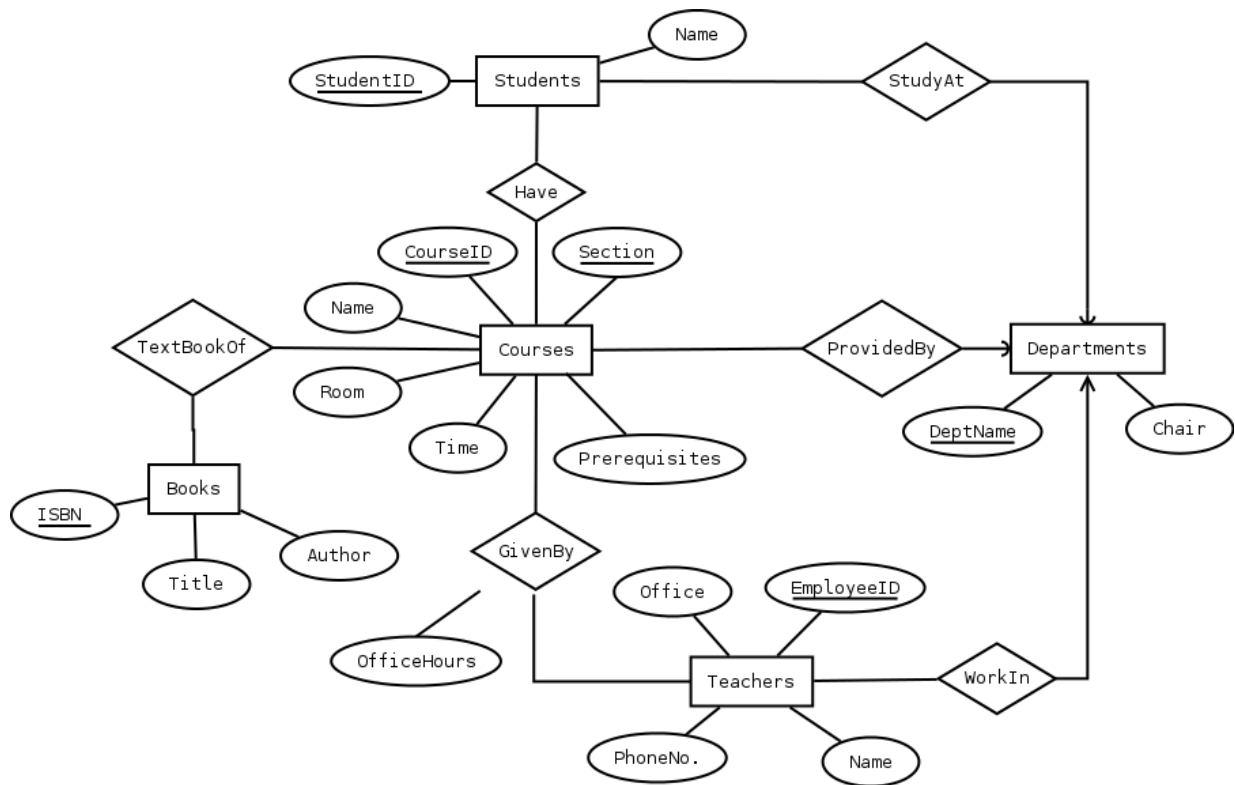 Name
StudentID
Students
StudyAt
Have
CourseID
Section
Name
TextBookOf
Courses
ProvidedBy
Departments
Room
Time
Prerequisites
DeptName
Chair
Books
ISBN
Author
Title
GivenBy
Office
EmployeeID
OfficeHours
Teachers
WorkIn
PhoneNo.
Name